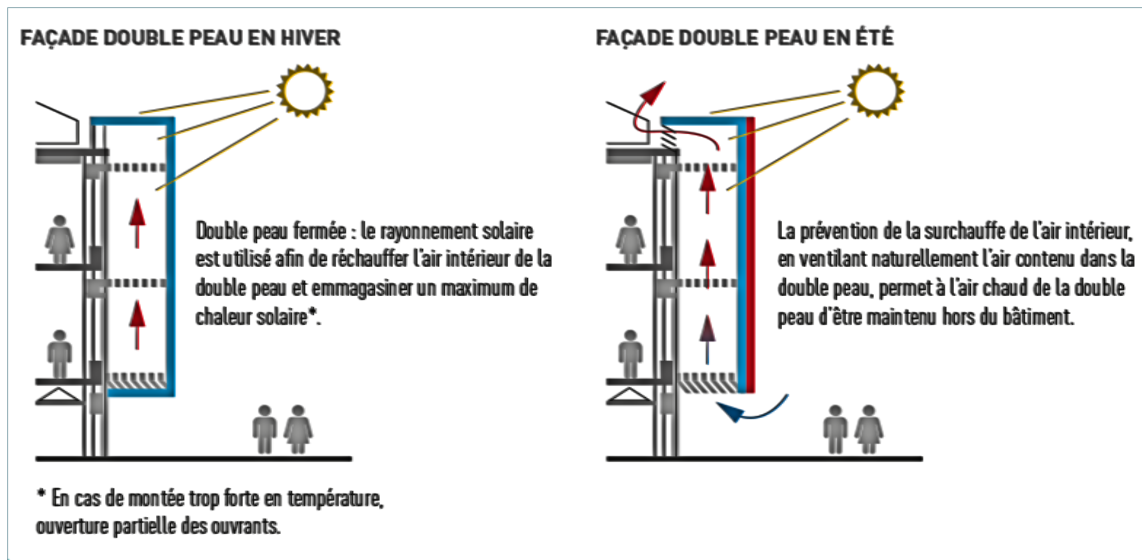 FAÇADE DOUBLE PEAU EN HIVER
Double peau fermée : le rayonnement solaire
est utilisé afin de réchauffer l'air intérieur de la
double peau et emmagasiner un maximum de
chaleur solaire*.
* En cas de montée trop forte en température,
ouverture partielle des ouvrants.
FAÇADE DOUBLE PEAU EN ÉTÉ
La prévention de la surchauffe de l'air intérieur,
en ventilant naturellement l'air contenu dans la
double peau, permet à l'air chaud de la double
peau d'être maintenu hors du bâtiment.